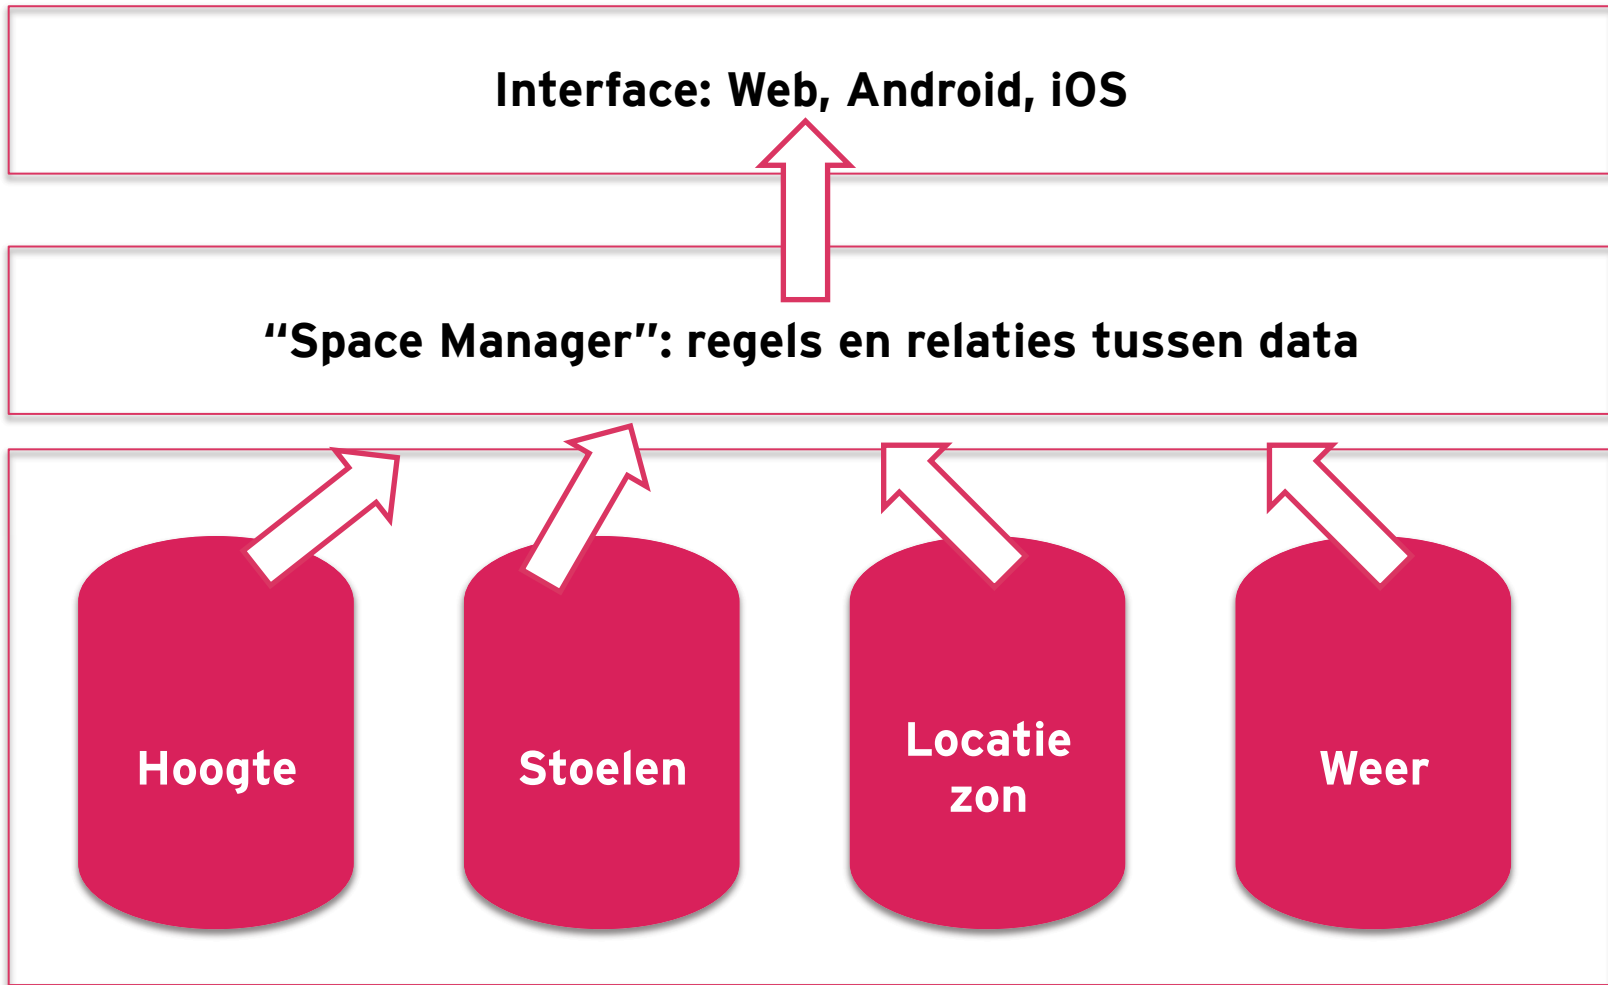 Interface: Web, Android, iOS
“Space Manager”: regels en relaties tussen data
Hoogte
Stoelen
Locatie
zon
Weer